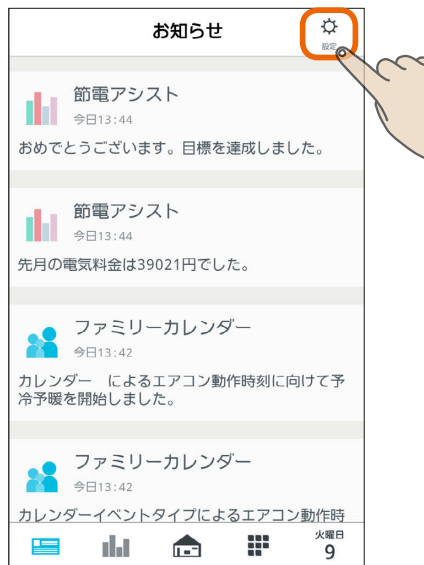 お知らせ
設定
節電アシスト
今日13:44
おめでとうございます。目標を達成しました。
節電アシスト
今日13:44
先月の電気料金は39021円でした。
ファミリーカレンダー
今日13:42
カレンダー　によるエアコン動作時刻に向けて予
冷予暖を開始しました。
ファミリーカレンダー
今日13:42
カレンダーイベントタイプによるエアコン動作時
火曜日
9